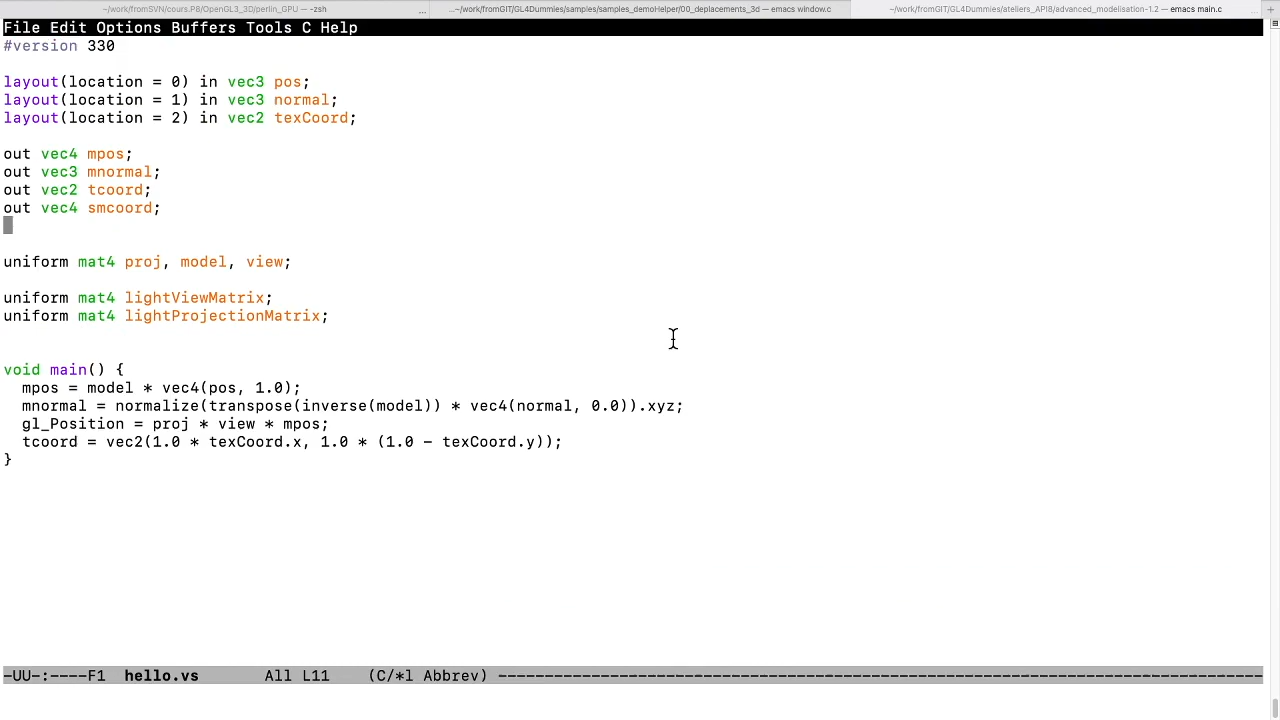 ~/work/fromSVN/cours.P8/OpenGL3_3D/perlin_GPU — -zsh ... ...~/work/fromGIT/GL4Dummies/samples/samples_demoHelper/00_deplacements_3d — emacs window.c ~/work/fromGIT/GL4Dummies/ateliers_API8/advanced_modelisation-1.2 — emacs main.c ... +
File Edit Options Buffers Tools C Help
#version 330
layout(location = 0) in vec3 pos;
layout(location = 1) in vec3 normal;
layout(location = 2) in vec2 texCoord;
out vec4 mpos;
out vec3 mnormal;
out vec2 tcoord;
out vec4 smcoord;
uniform mat4 proj, model, view;
uniform mat4 lightViewMatrix;
uniform mat4 lightProjectionMatrix;
void main() {
  mpos = model * vec4(pos, 1.0);
  mnormal = normalize(transpose(inverse(model)) * vec4(normal, 0.0)).xyz;
  gl_Position = proj * view * mpos;
  tcoord = vec2(1.0 * texCoord.x, 1.0 * (1.0 - texCoord.y));
}
-UU-:----F1  hello.vs       All L11    (C/*l Abbrev) ----------------------------------------------------------------------------------